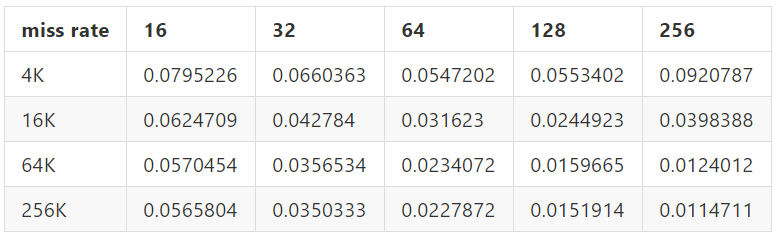 miss rate 16 32 64 128 256
4K 0.0795226 0.0660363 0.0547202 0.0553402 0.0920787
16K 0.0624709 0.042784 0.031623 0.0244923 0.0398388
64K 0.0570454 0.0356534 0.0234072 0.0159665 0.0124012
256K 0.0565804 0.0350333 0.0227872 0.0151914 0.0114711